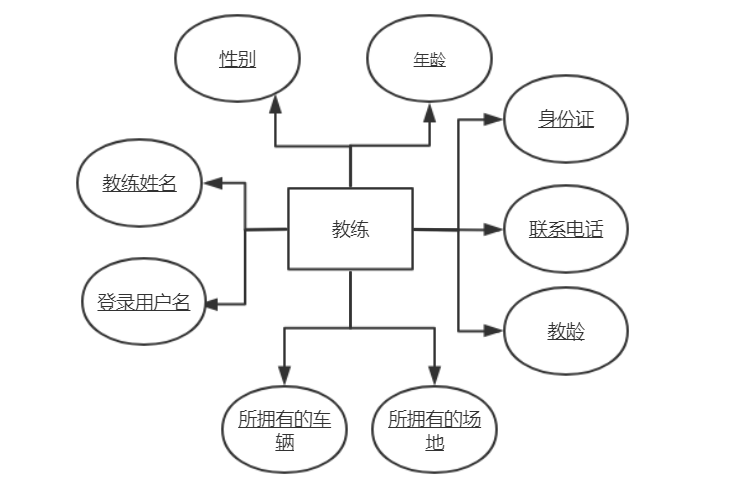 性别
年龄
身份证
教练姓名
教练
联系电话
登录用户名
教龄
所拥有的车
辆
所拥有的场
地